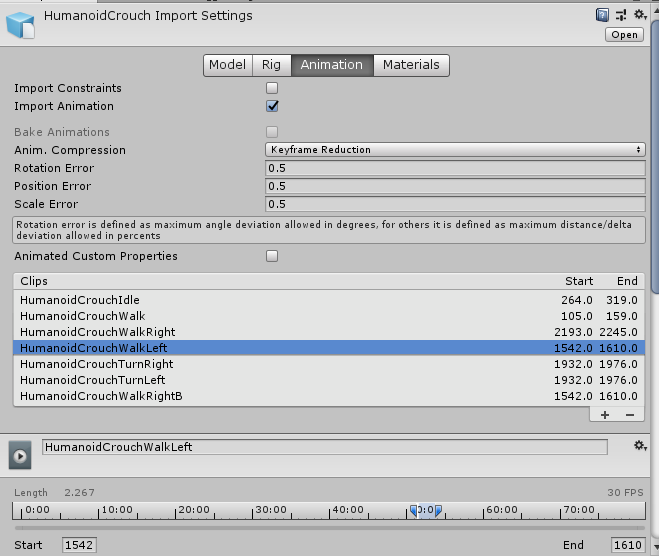 HumanoidCrouch Import Settings
Open
Model Rig Animation Materials
Import Constraints
Import Animation
Bake Animations
Anim. Compression Keyframe Reduction
Rotation Error 0.5
Position Error 0.5
Scale Error 0.5
Rotation error is defined as maximum angle deviation allowed in degrees, for others it is defined as maximum distance/delta
deviation allowed in percents
Animated Custom Properties
Clips Start End
HumanoidCrouchIdle 264.0 319.0
HumanoidCrouchWalk 105.0 159.0
HumanoidCrouchWalkRight 2193.0 2245.0
HumanoidCrouchWalkLeft 1542.0 1610.0
HumanoidCrouchTurnRight 1932.0 1976.0
HumanoidCrouchTurnLeft 1932.0 1976.0
HumanoidCrouchWalkRightB 1542.0 1610.0
+ −
HumanoidCrouchWalkLeft
Length 2.267 30 FPS
0:00 10:00 20:00 30:00 40:00 60:00 70:00
Start 1542 End 1610